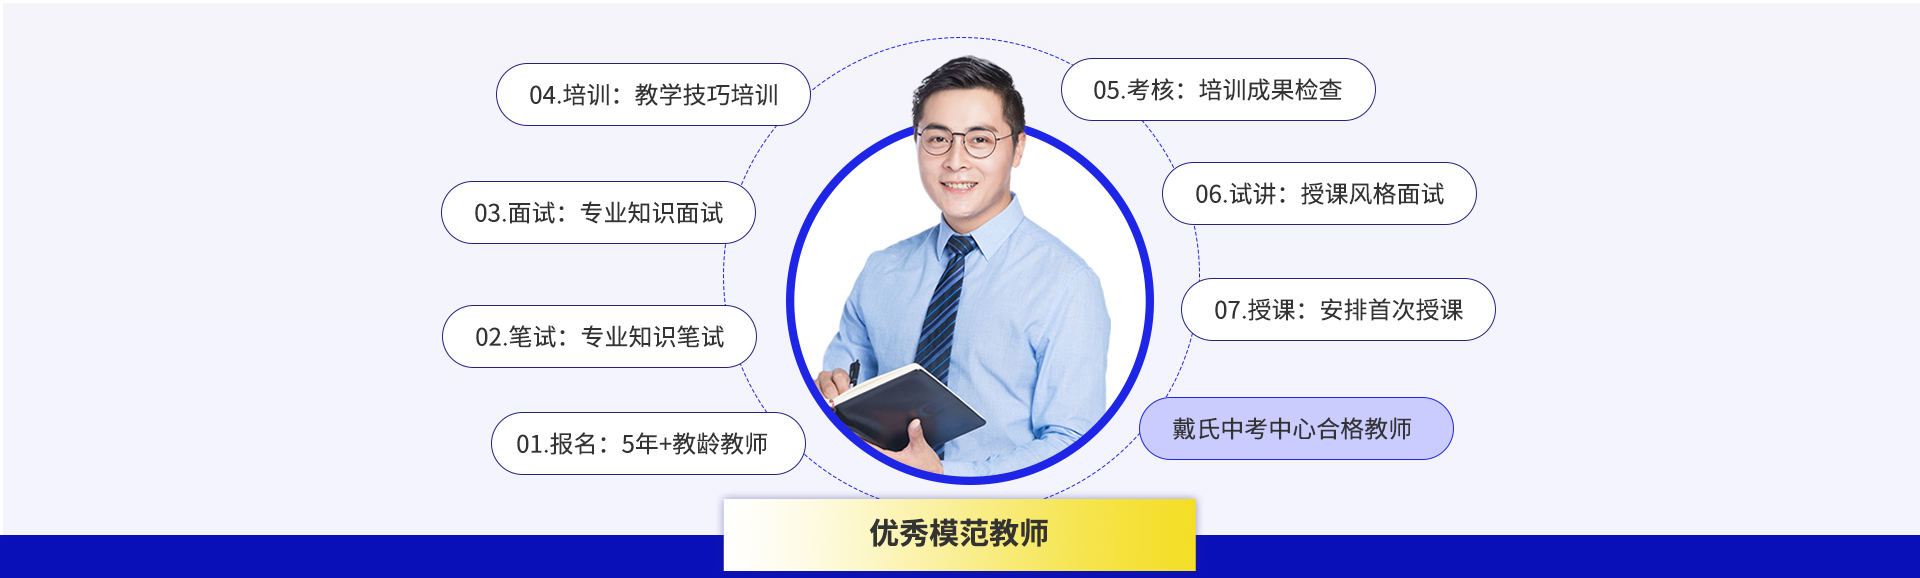 04.培训：教学技巧培训
05.考核：培训成果检查
03.面试：专业知识面试
06.试讲：授课风格面试
02.笔试：专业知识笔试
07.授课：安排首次授课
01.报名：5年+教龄教师
戴氏中考中心合格教师
优秀模范教师